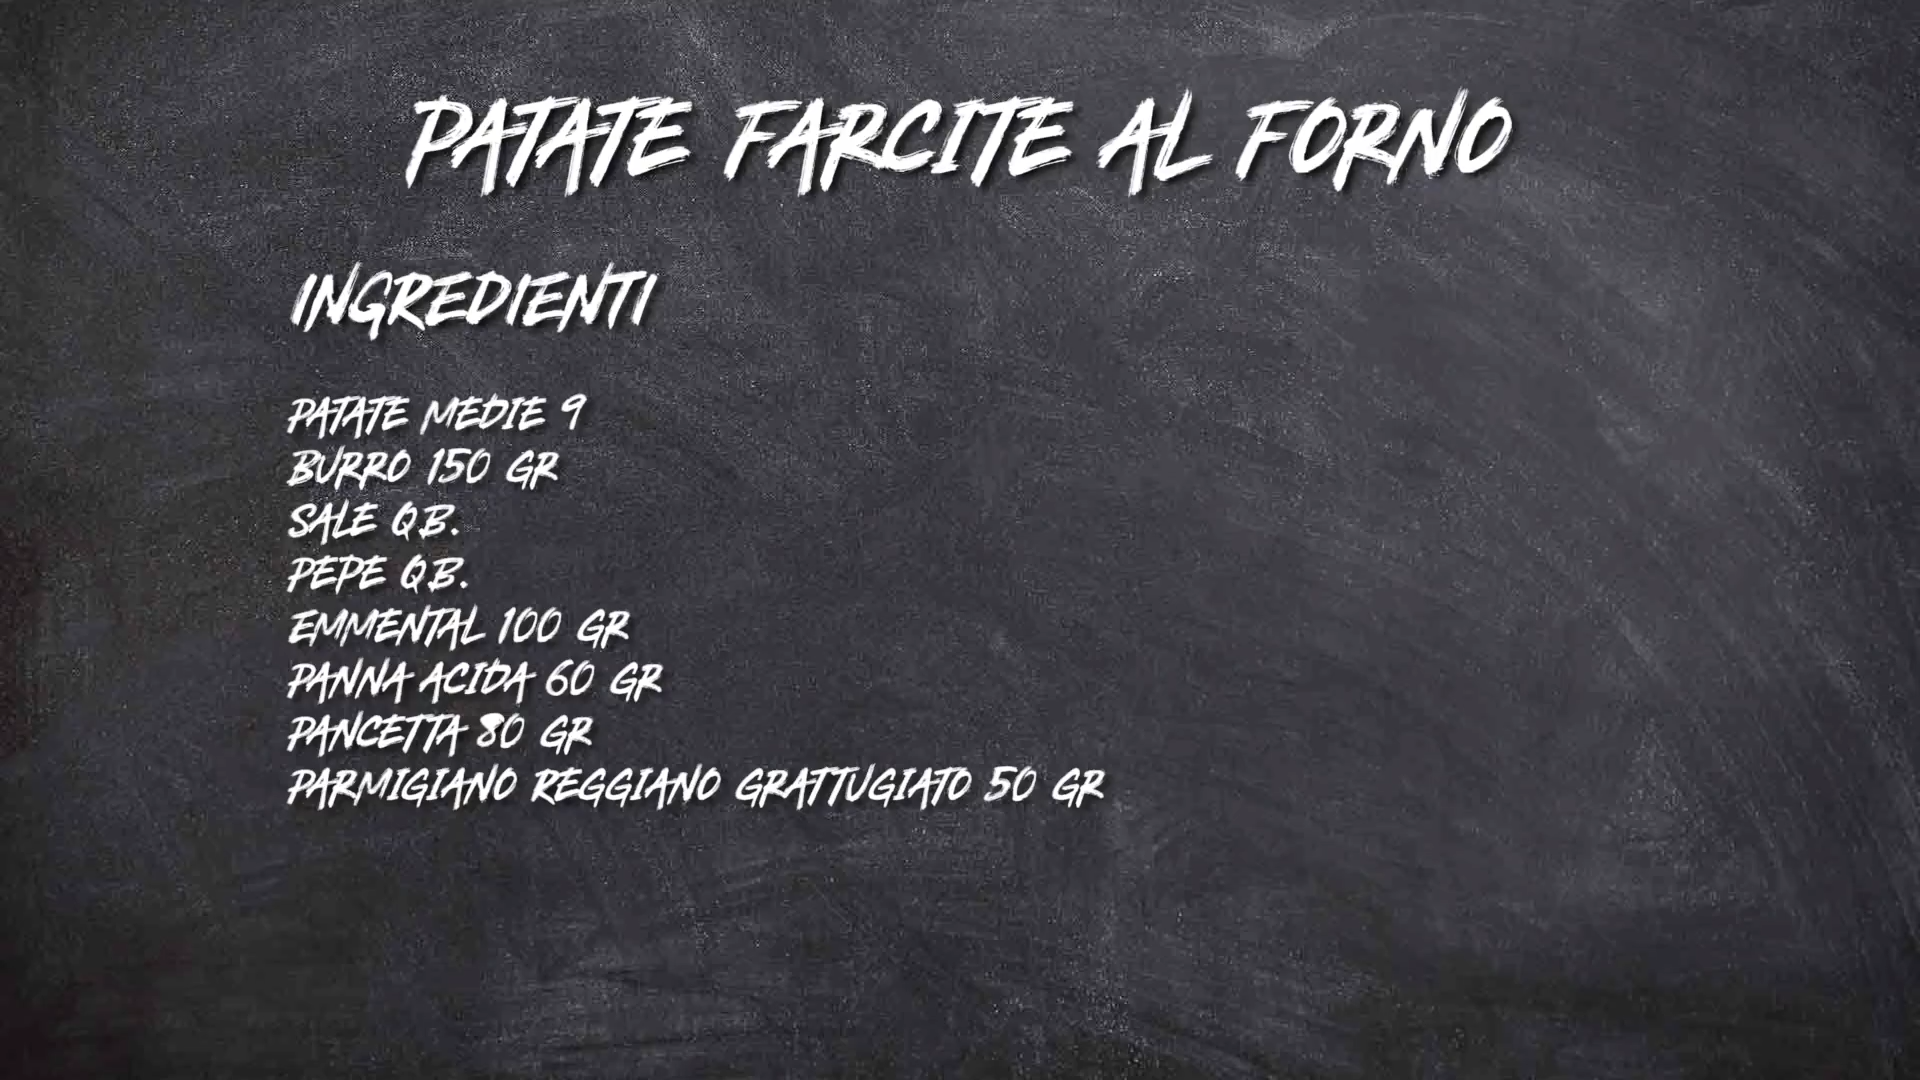 PATATE FARCITE AL FORNO
INGREDIENTI
PATATE MEDIE 9
BURRO 150 GR
SALE Q.B.
PEPE Q.B.
EMMENTAL 100 GR
PANNA ACIDA 60 GR
PANCETTA 80 GR
PARMIGIANO REGGIANO GRATTUGIATO 50 GR